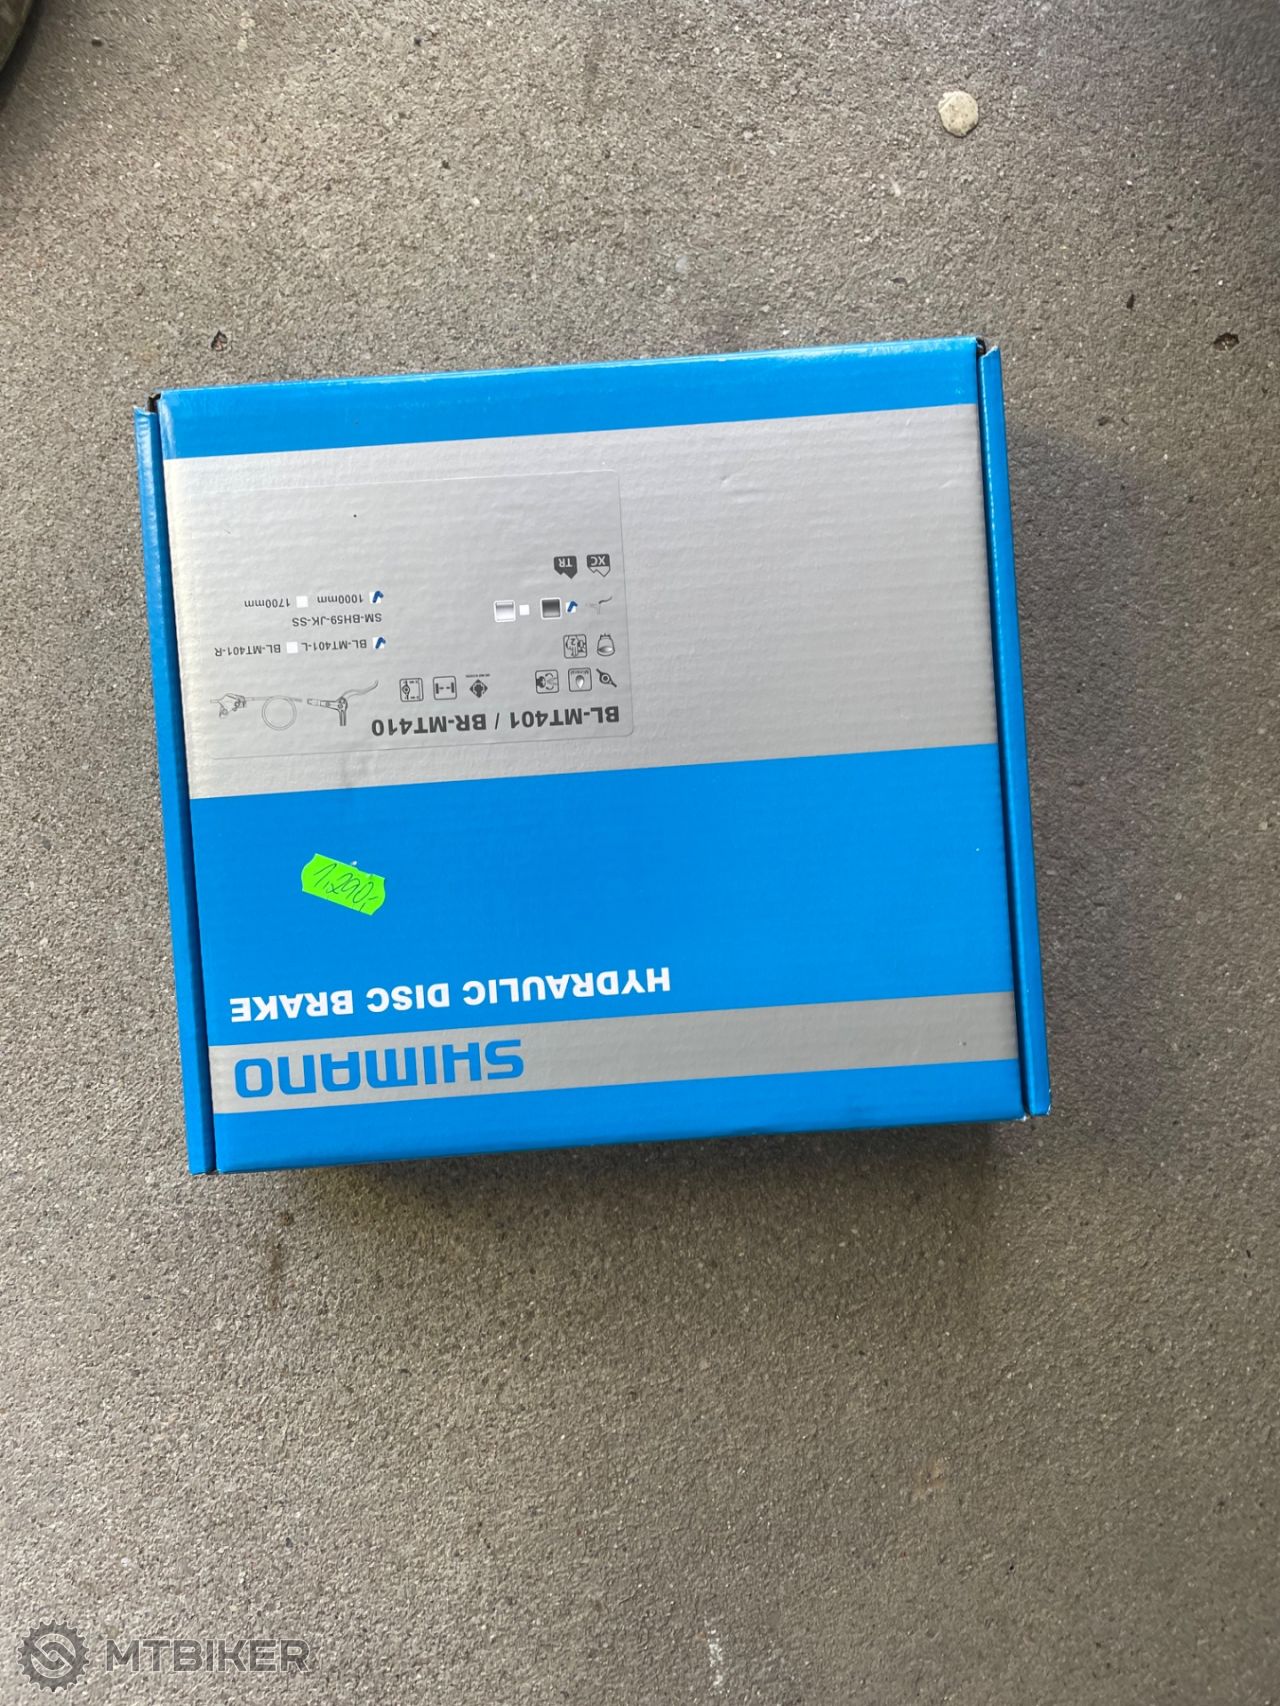 SHIMANO
HYDRAULIC DISC BRAKE
1.290,-
BL-MT401 / BR-MT410
BL-MT401-L BL-MT401-R
SM-BH59-JK-SS
1000mm 1700mm
XC TR
MTBIKER